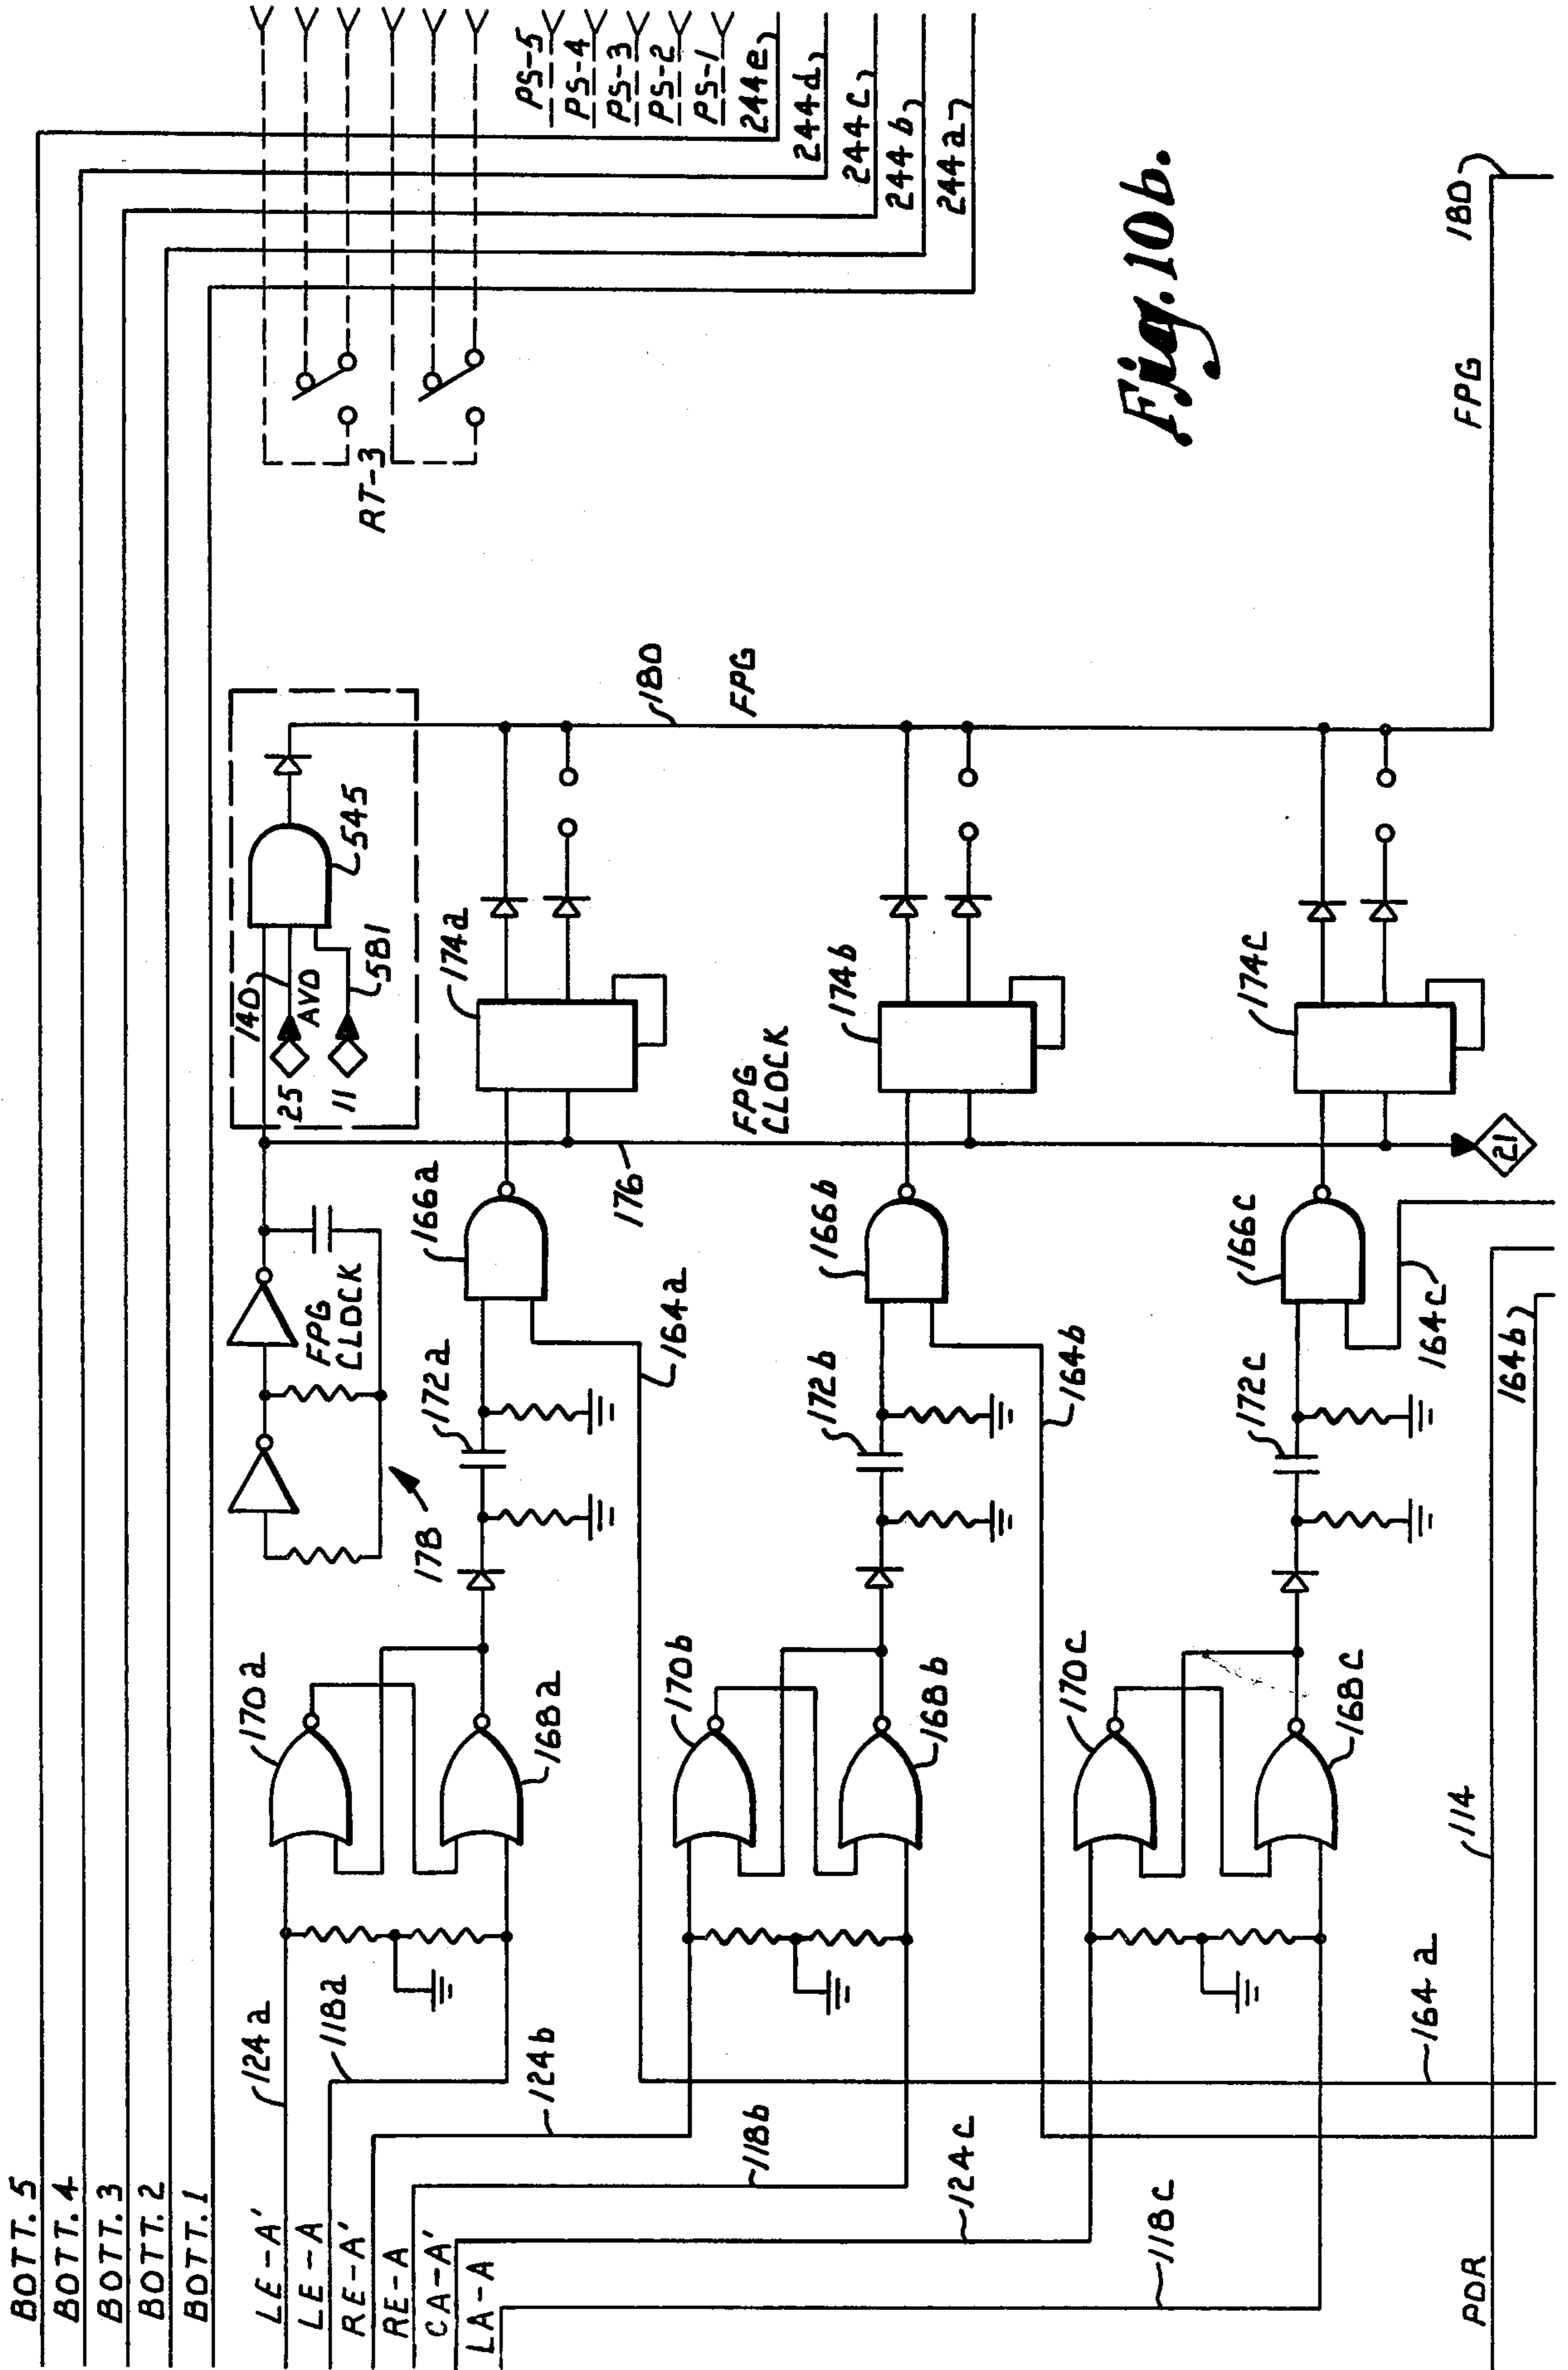 BOTT. 5
BOTT. 4
BOTT. 3
BOTT. 2
BOTT. 1
LE-A'
LE-A
RE-A'
RE-A
CA-A'
LA-A
PDR
124a
118a
124b
118b
124c
118c
164a
114
170a
168a
170b
168b
170c
168c
178
FPG
CLOCK
172a
164a
172b
164b
172c
164c
164b
166a
166b
166c
176
FPG
CLOCK
21
25
11
140
AVD
581
545
174a
174b
174c
180
FPG
RT-3
PS-5
PS-4
PS-3
PS-2
PS-1
244e
244d
244c
244b
244a
Fig. 10b.
FPG
180